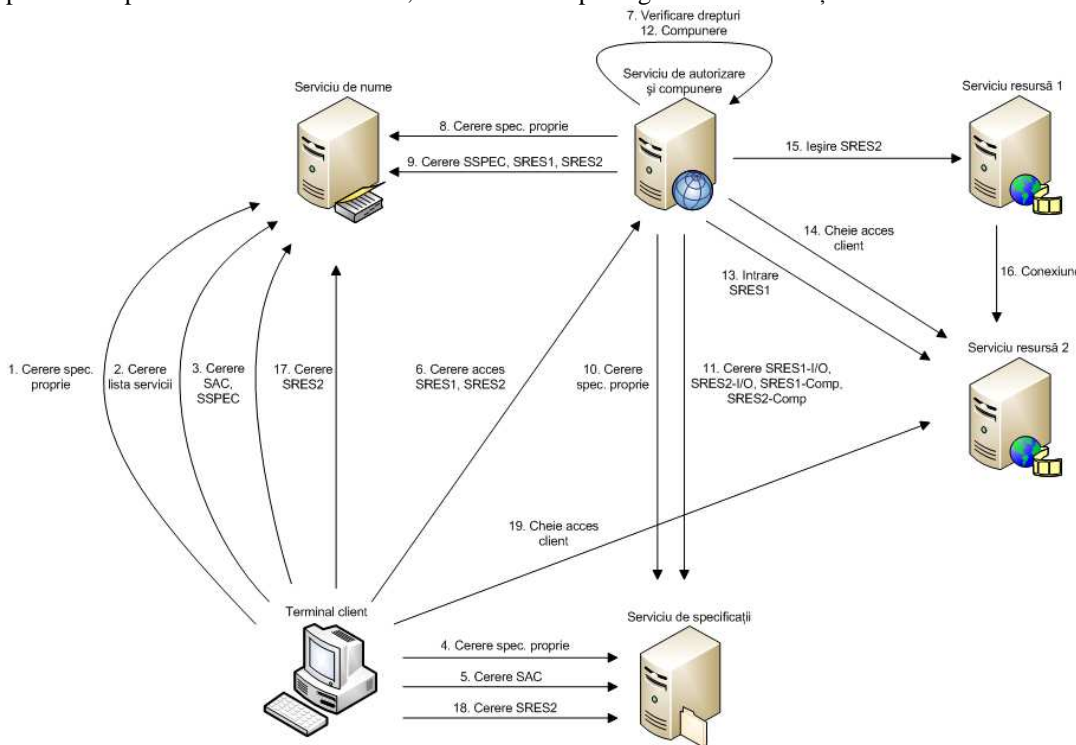 7. Verificare drepturi
12. Compunere
Serviciu de nume
Serviciu de autorizare
și compunere
Serviciu resursă 1
8. Cerere spec. proprie
9. Cerere SSPEC, SRES1, SRES2
15. Ieșire SRES2
14. Cheie acces
client
13. Intrare
SRES1
16. Conexiune
1. Cerere spec.
proprie
2. Cerere
lista servicii
3. Cerere
SAC,
SSPEC
17. Cerere
SRES2
6. Cerere acces
SRES1, SRES2
10. Cerere
spec. proprie
11. Cerere SRES1-I/O,
SRES2-I/O, SRES1-Comp,
SRES2-Comp
Serviciu resursă 2
19. Cheie acces
client
Terminal client
Serviciu de specificații
4. Cerere spec. proprie
5. Cerere SAC
18. Cerere SRES2